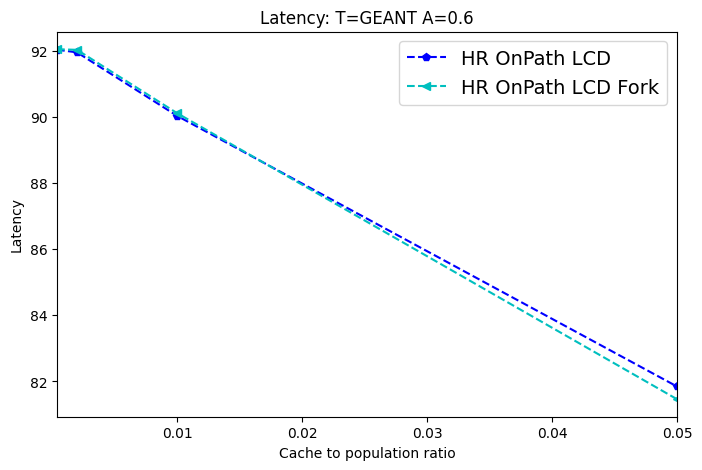 Latency: T=GEANT A=0.6
HR OnPath LCD
HR OnPath LCD Fork
Latency
92
90
88
86
84
82
0.01
0.02
0.03
0.04
0.05
Cache to population ratio